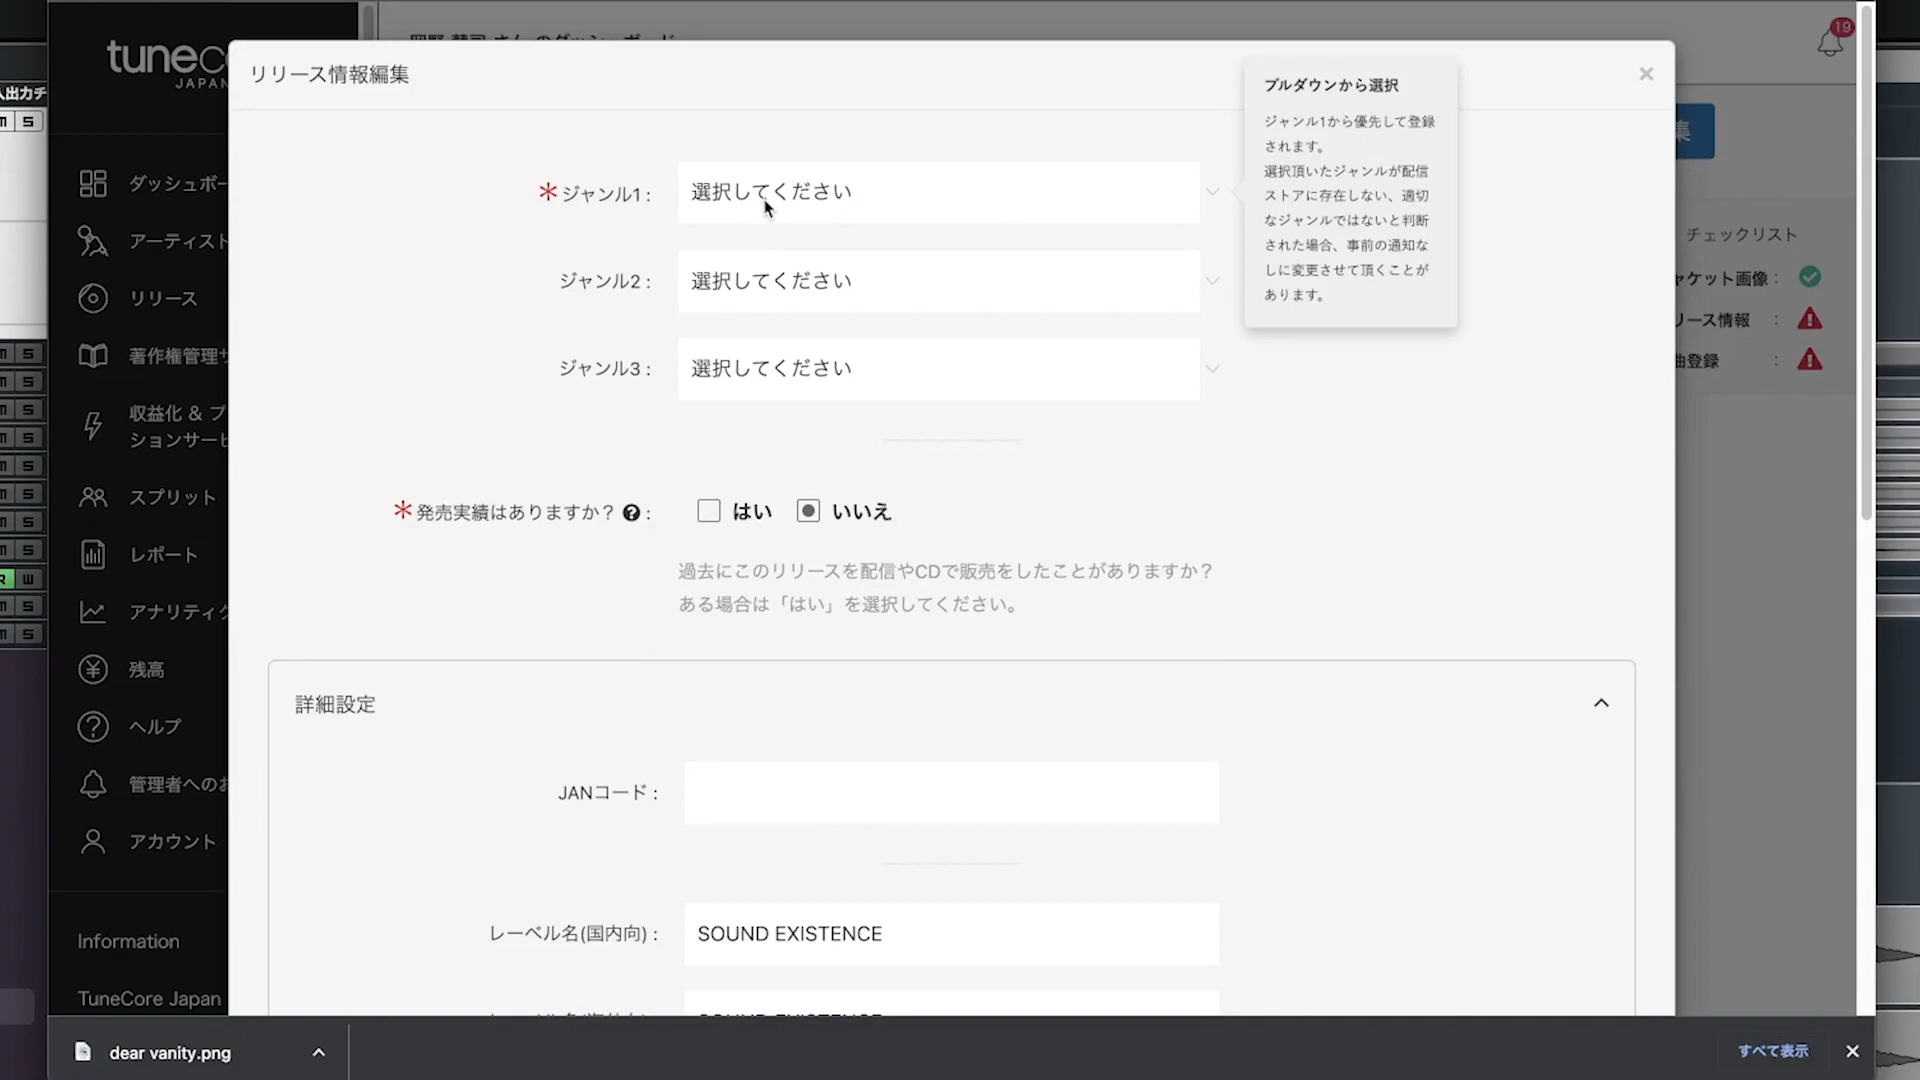 tunec
JAPAN
入出力チ
リリース情報編集
×
19
プルダウンから選択
ジャンル1から優先して登録
されます。
選択頂いたジャンルが配信
ストアに存在しない、適切
なジャンルではないと判断
された場合、事前の通知な
しに変更させて頂くことが
あります。
集
*ジャンル1 :
選択してください
ジャンル2 :
選択してください
ジャンル3 :
選択してください
*発売実績はありますか? ? :
はい
いいえ
過去にこのリリースを配信やCDで販売をしたことがありますか?
ある場合は「はい」を選択してください。
詳細設定
JANコード :
レーベル名(国内向) :
SOUND EXISTENCE
チェックリスト
ャケット画像 :
リース情報 :
曲登録 :
ダッシュボー
アーティスト
リリース
著作権管理サ
収益化 & プ
ションサービ
スプリット
レポート
アナリティク
残高
ヘルプ
管理者へのお
アカウント
Information
TuneCore Japan
dear vanity.png
すべて表示